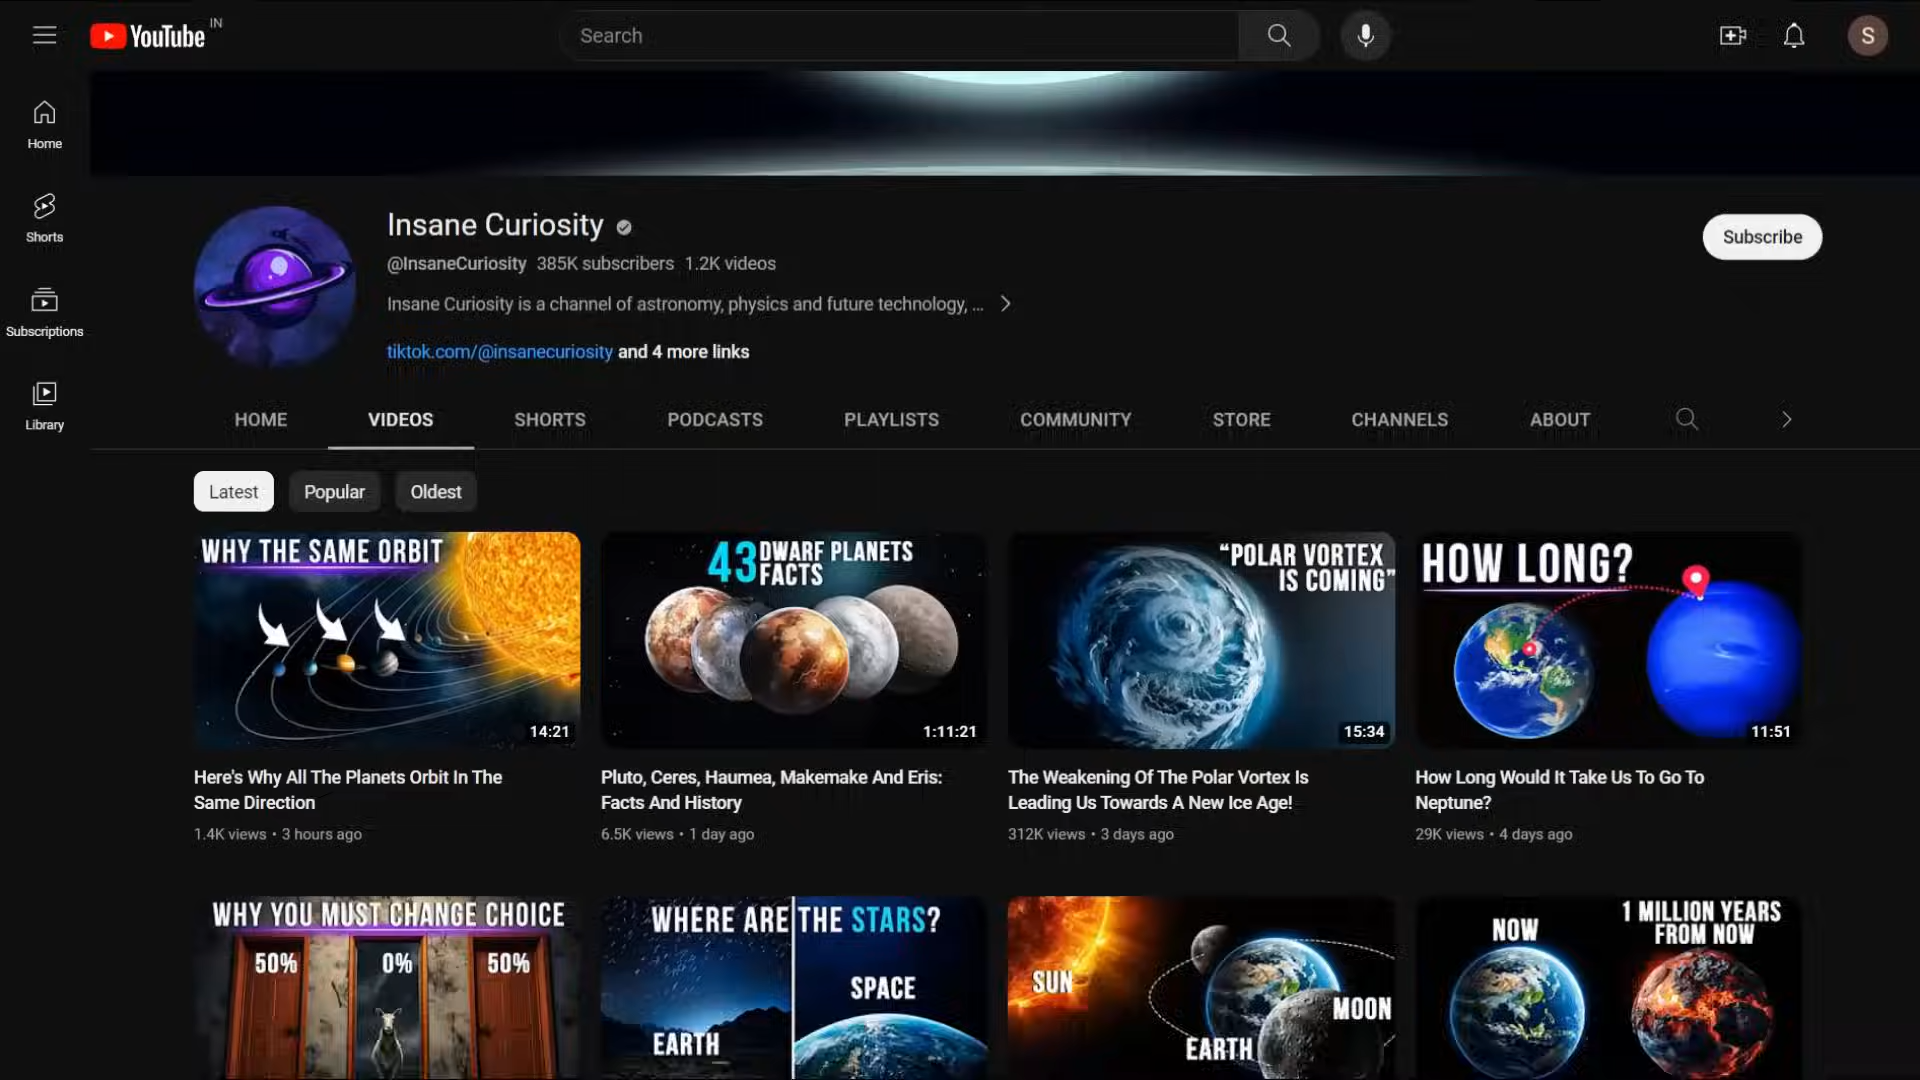 YouTube IN
Search
S
Home
Shorts
Subscriptions
Library
Insane Curiosity
@InsaneCuriosity 385K subscribers 1.2K videos
Insane Curiosity is a channel of astronomy, physics and future technology, ...
tiktok.com/@insanecuriosity and 4 more links
Subscribe
HOME VIDEOS SHORTS PODCASTS PLAYLISTS COMMUNITY STORE CHANNELS ABOUT
Latest Popular Oldest
WHY THE SAME ORBIT
14:21
Here's Why All The Planets Orbit In The
Same Direction
1.4K views • 3 hours ago
43 DWARF PLANETS
FACTS
1:11:21
Pluto, Ceres, Haumea, Makemake And Eris:
Facts And History
6.5K views • 1 day ago
“POLAR VORTEX
IS COMING”
15:34
The Weakening Of The Polar Vortex Is
Leading Us Towards A New Ice Age!
312K views • 3 days ago
HOW LONG?
11:51
How Long Would It Take Us To Go To
Neptune?
29K views • 4 days ago
WHY YOU MUST CHANGE CHOICE
50% 0% 50%
WHERE ARE THE STARS?
SPACE
EARTH
SUN
MOON
EARTH
NOW
1 MILLION YEARS
FROM NOW